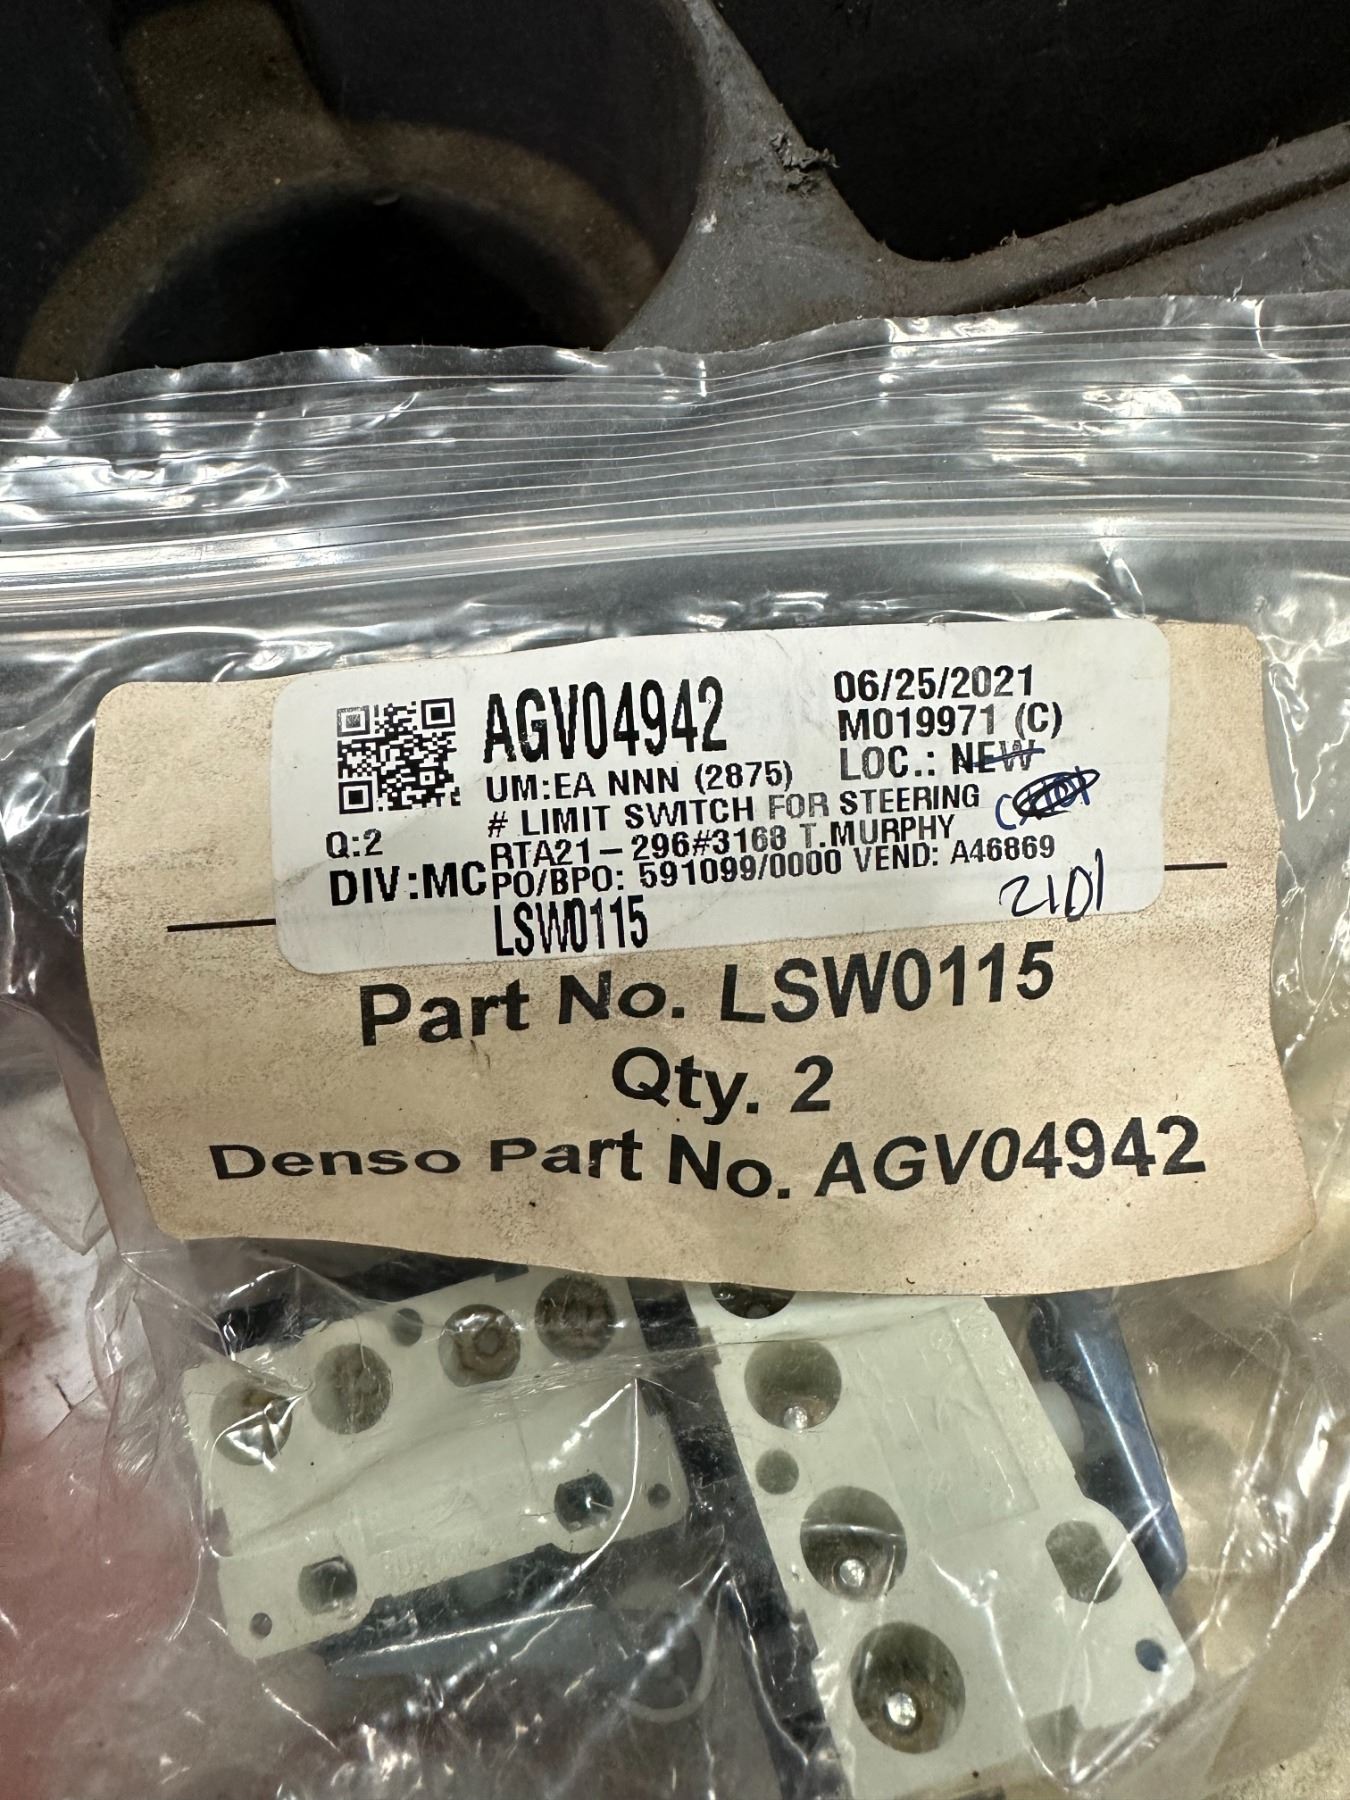 AGV04942
06/25/2021
M019971 (C)
UM:EA NNN (2875)
LOC.: NEW
# LIMIT SWITCH FOR STEERING
Q:2
RTA21-296#3168 T.MURPHY
DIV:MC
PO/BPO: 591099/0000 VEND: A46869
LSW0115
2101
Part No. LSW0115
Qty. 2
Denso Part No. AGV04942